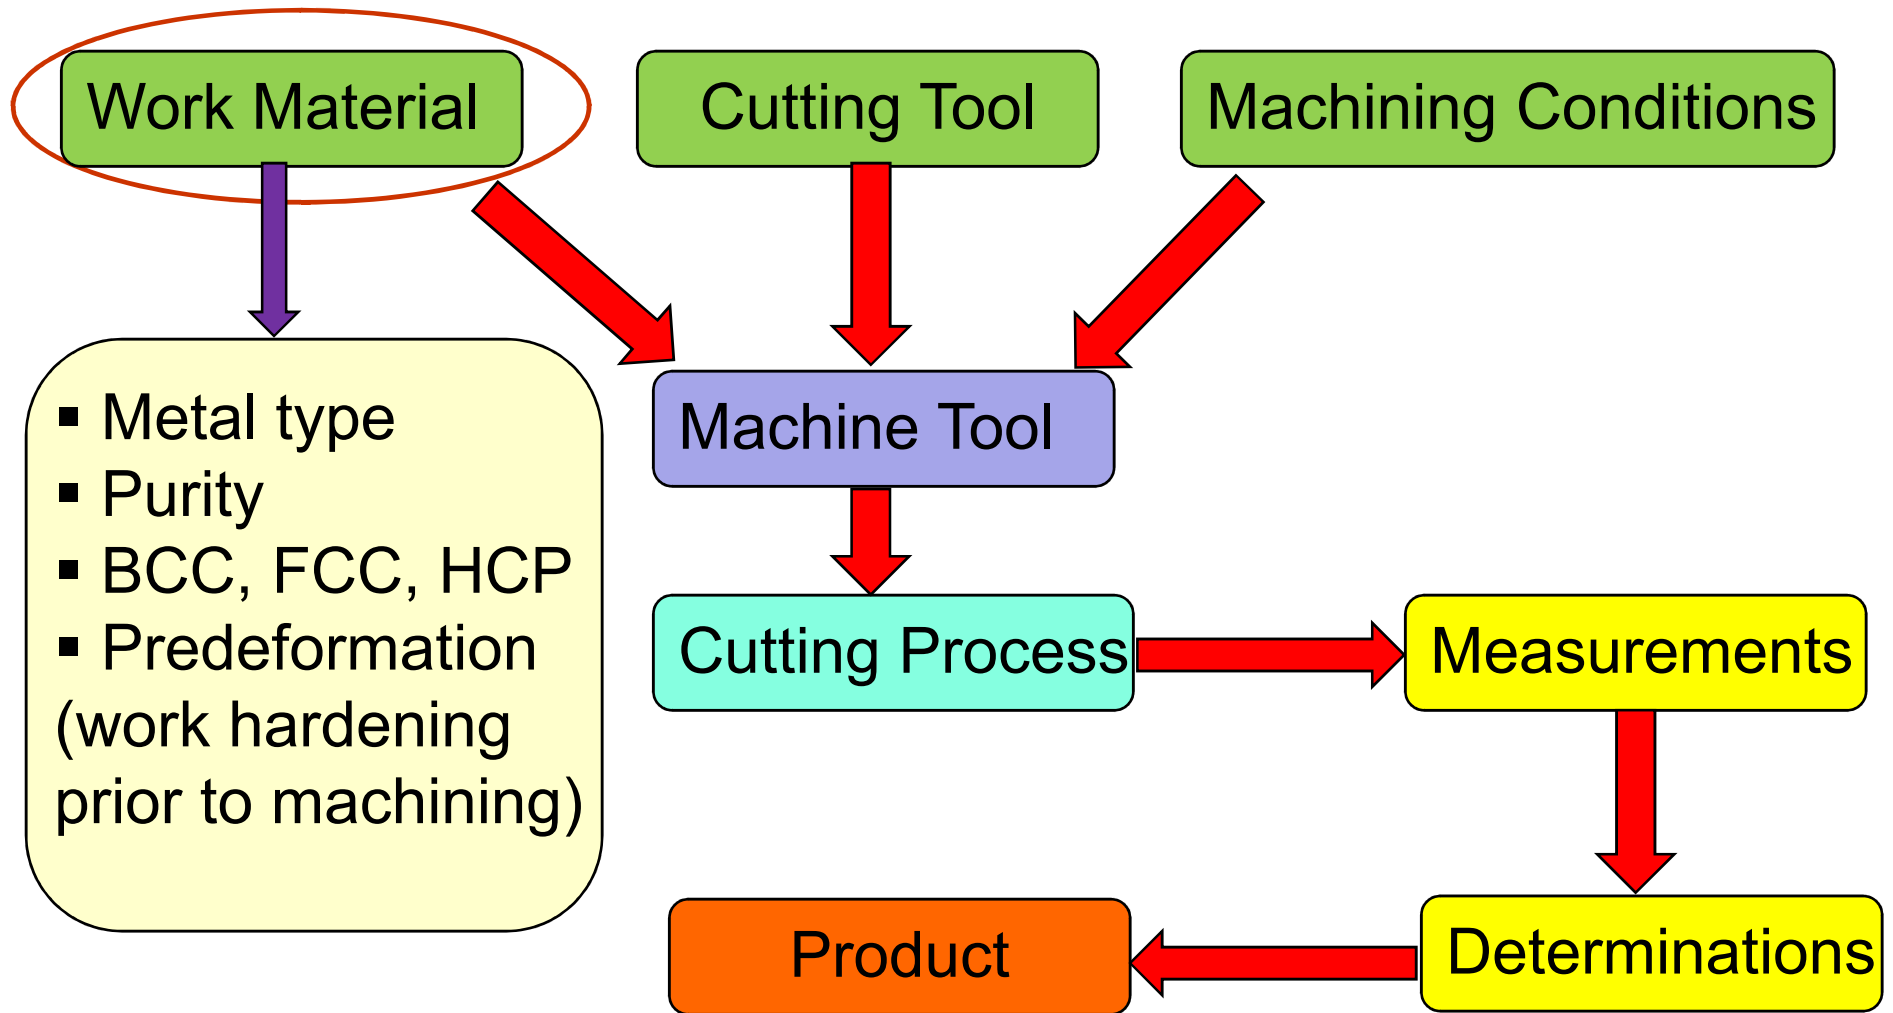 Work Material
Cutting Tool
Machining Conditions
▪ Metal type
▪ Purity
▪ BCC, FCC, HCP
▪ Predeformation
(work hardening
prior to machining)
Machine Tool
Cutting Process
Measurements
Determinations
Product